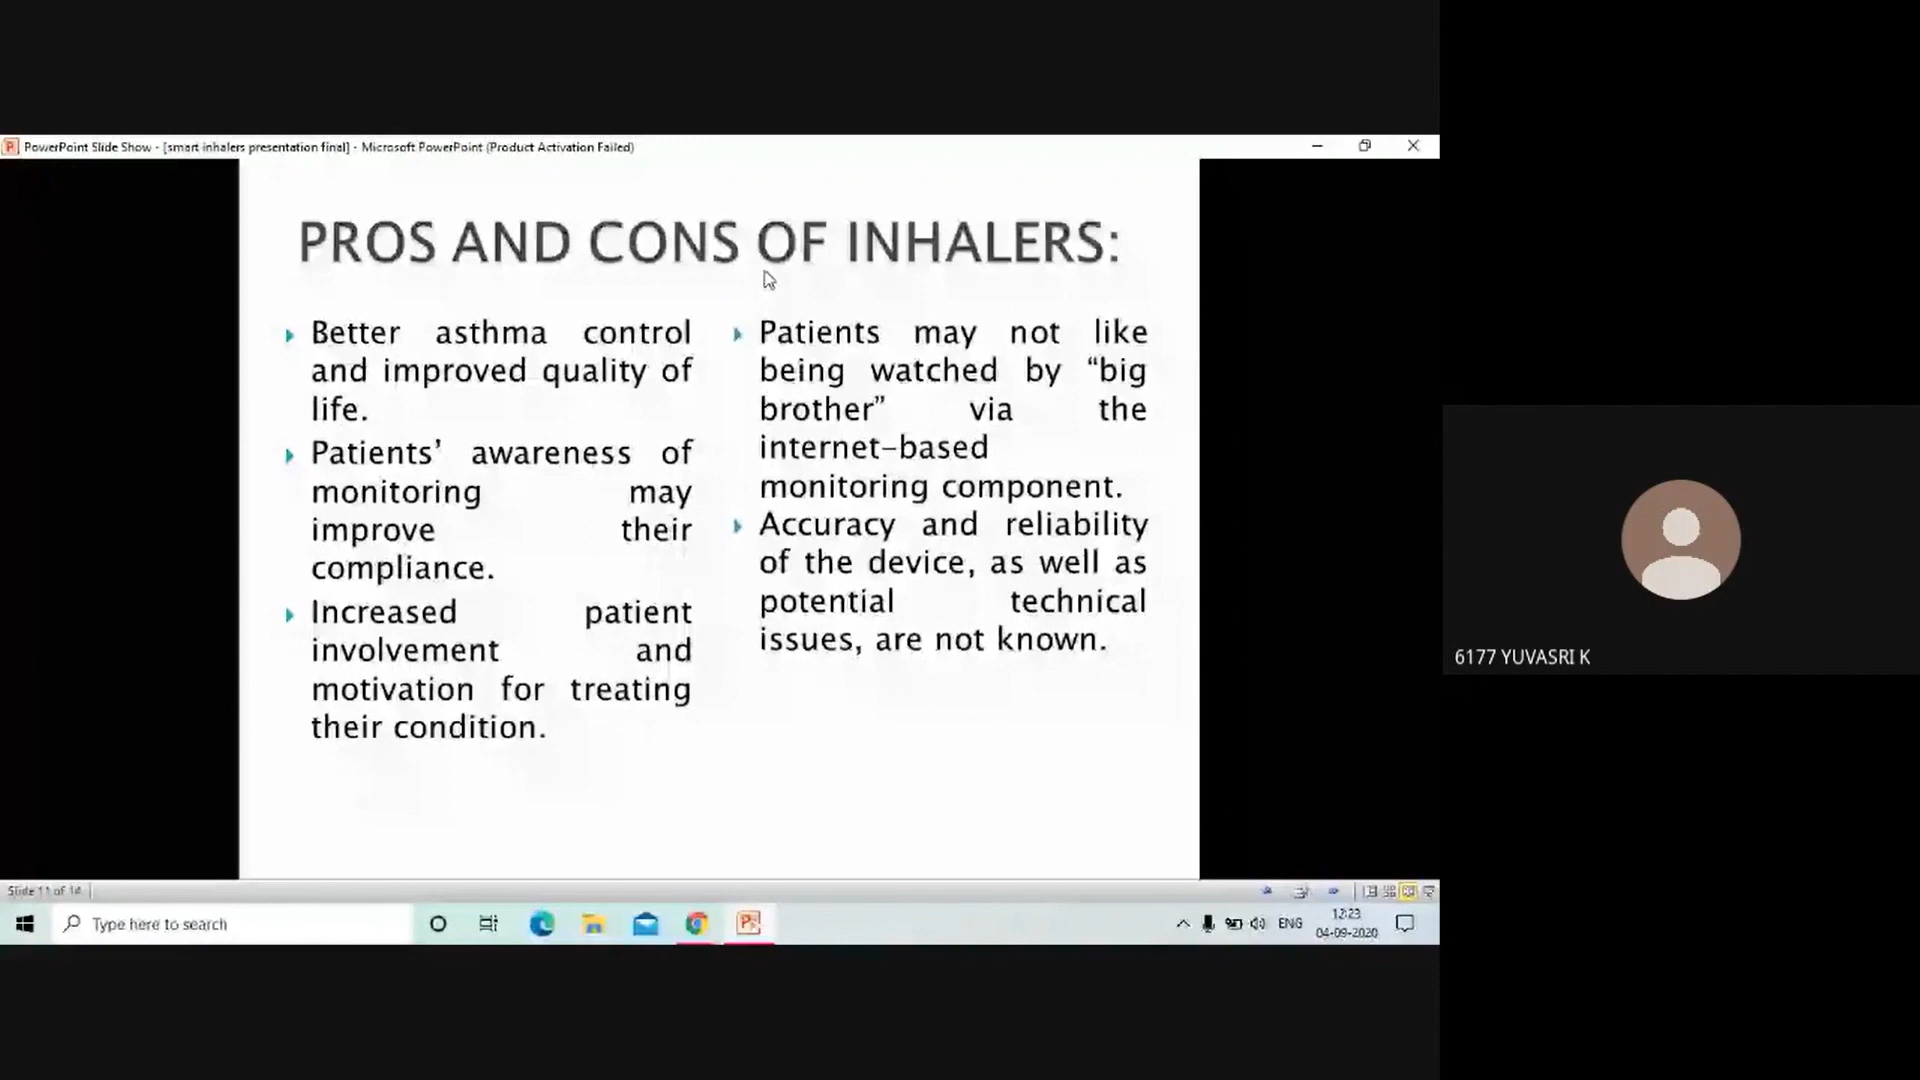 PowerPoint Slide Show - [smart inhalers presentation final] - Microsoft PowerPoint (Product Activation Failed)
PROS AND CONS OF INHALERS:
Better asthma control
and improved quality of
life.
Patients’ awareness of
monitoring may
improve their
compliance.
Increased patient
involvement and
motivation for treating
their condition.
Patients may not like
being watched by “big
brother” via the
internet-based
monitoring component.
Accuracy and reliability
of the device, as well as
potential technical
issues, are not known.
6177 YUVASRI K
Slide 11 of 14
Type here to search
ENG
12:23
04-09-2020